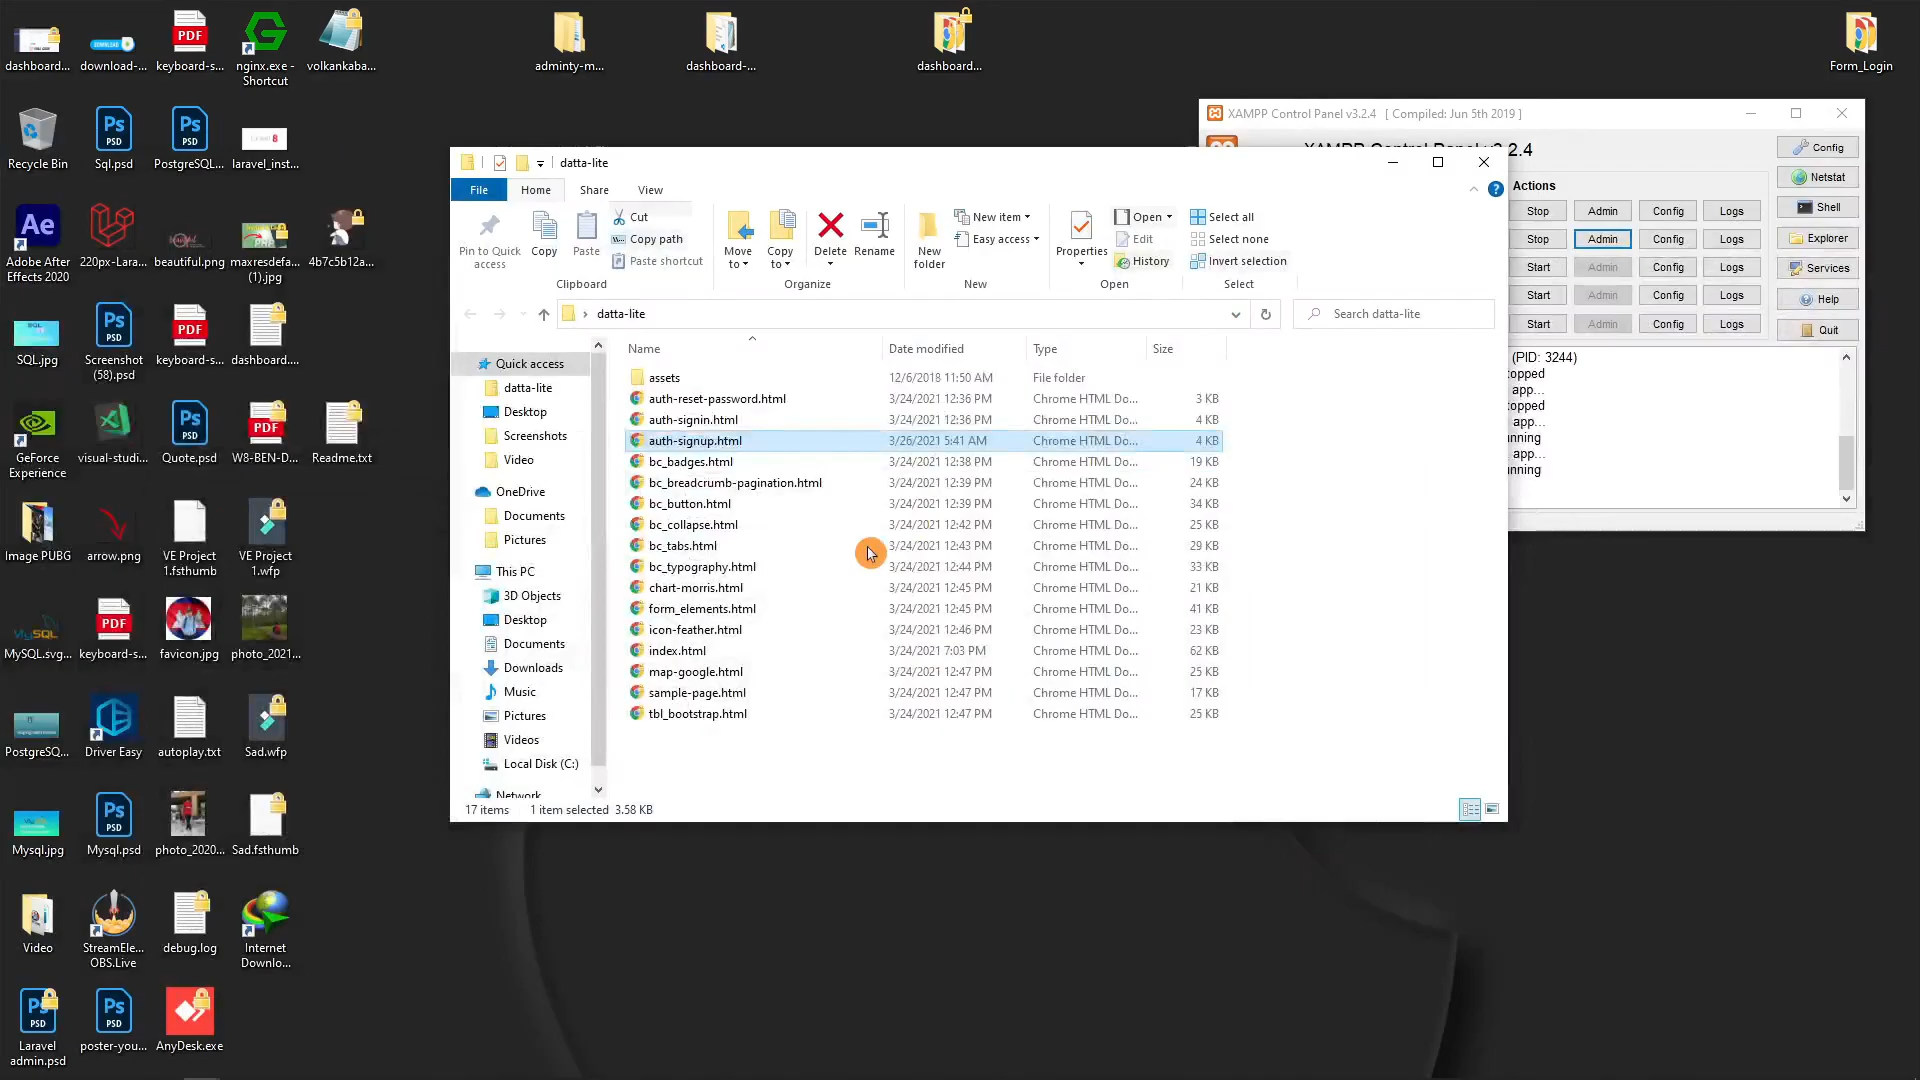 dashboard...
download-...
keyboard-s...
nginx.exe -
Shortcut
volkankaba...
adminty-m...
dashboard-...
dashboard...
Form_Login
Recycle Bin
Sql.psd
PostgreSQL...
laravel_inst...
Adobe After
Effects 2020
220px-Lara...
beautiful.png
maxresdefa...
(1).jpg
4b7c5b12a...
SQL.jpg
Screenshot
(58).psd
keyboard-s...
dashboard....
GeForce
Experience
visual-studi...
Quote.psd
W8-BEN-D...
Readme.txt
Image PUBG
arrow.png
VE Project
1.fsthumb
VE Project
1.wfp
MySQL.svg...
keyboard-s...
favicon.jpg
photo_2021...
PostgreSQ...
Driver Easy
autoplay.txt
Sad.wfp
Mysql.jpg
Mysql.psd
photo_2020...
Sad.fsthumb
Video
StreamEle...
OBS.Live
debug.log
Internet
Downlo...
Laravel
admin.psd
poster-you...
AnyDesk.exe
XAMPP Control Panel v3.2.4 [ Compiled: Jun 5th 2019 ]
Config
Netstat
Shell
Explorer
Services
Help
Quit
Actions
Stop Admin Config Logs
Stop Admin Config Logs
Start Admin Config Logs
Start Admin Config Logs
Start Admin Config Logs
(PID: 3244)
topped
app...
topped
app...
nning
app...
nning
datta-lite
File Home Share View
Pin to Quick
access
Copy
Paste
Cut
Copy path
Paste shortcut
Clipboard
Move
to
Copy
to
Delete
Rename
Organize
New
folder
New item
Easy access
New
Properties
Open
Edit
History
Open
Select all
Select none
Invert selection
Select
datta-lite
Search datta-lite
Quick access
datta-lite
Desktop
Screenshots
Video
OneDrive
Documents
Pictures
This PC
3D Objects
Desktop
Documents
Downloads
Music
Pictures
Videos
Local Disk (C:)
Network
Name Date modified Type Size
assets 12/6/2018 11:50 AM File folder
auth-reset-password.html 3/24/2021 12:36 PM Chrome HTML Do... 3 KB
auth-signin.html 3/24/2021 12:36 PM Chrome HTML Do... 4 KB
auth-signup.html 3/26/2021 5:41 AM Chrome HTML Do... 4 KB
bc_badges.html 3/24/2021 12:38 PM Chrome HTML Do... 19 KB
bc_breadcrumb-pagination.html 3/24/2021 12:39 PM Chrome HTML Do... 24 KB
bc_button.html 3/24/2021 12:39 PM Chrome HTML Do... 34 KB
bc_collapse.html 3/24/2021 12:42 PM Chrome HTML Do... 25 KB
bc_tabs.html 3/24/2021 12:43 PM Chrome HTML Do... 29 KB
bc_typography.html 3/24/2021 12:44 PM Chrome HTML Do... 33 KB
chart-morris.html 3/24/2021 12:45 PM Chrome HTML Do... 21 KB
form_elements.html 3/24/2021 12:45 PM Chrome HTML Do... 41 KB
icon-feather.html 3/24/2021 12:46 PM Chrome HTML Do... 23 KB
index.html 3/24/2021 7:03 PM Chrome HTML Do... 62 KB
map-google.html 3/24/2021 12:47 PM Chrome HTML Do... 25 KB
sample-page.html 3/24/2021 12:47 PM Chrome HTML Do... 17 KB
tbl_bootstrap.html 3/24/2021 12:47 PM Chrome HTML Do... 25 KB
17 items 1 item selected 3.58 KB